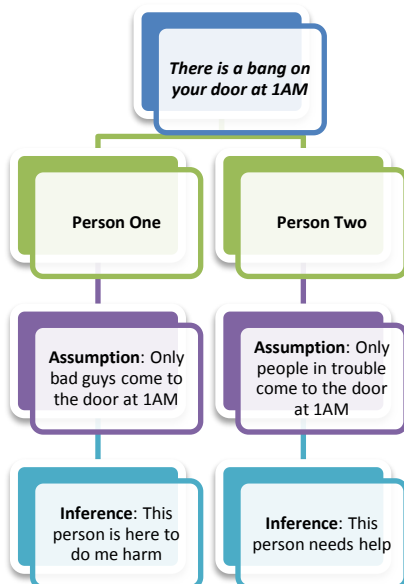 There is a bang on
your door at 1AM
Person One
Person Two
Assumption: Only
bad guys come to
the door at 1AM
Assumption: Only
people in trouble
come to the door
at 1AM
Inference: This
person is here to
do me harm
Inference: This
person needs help